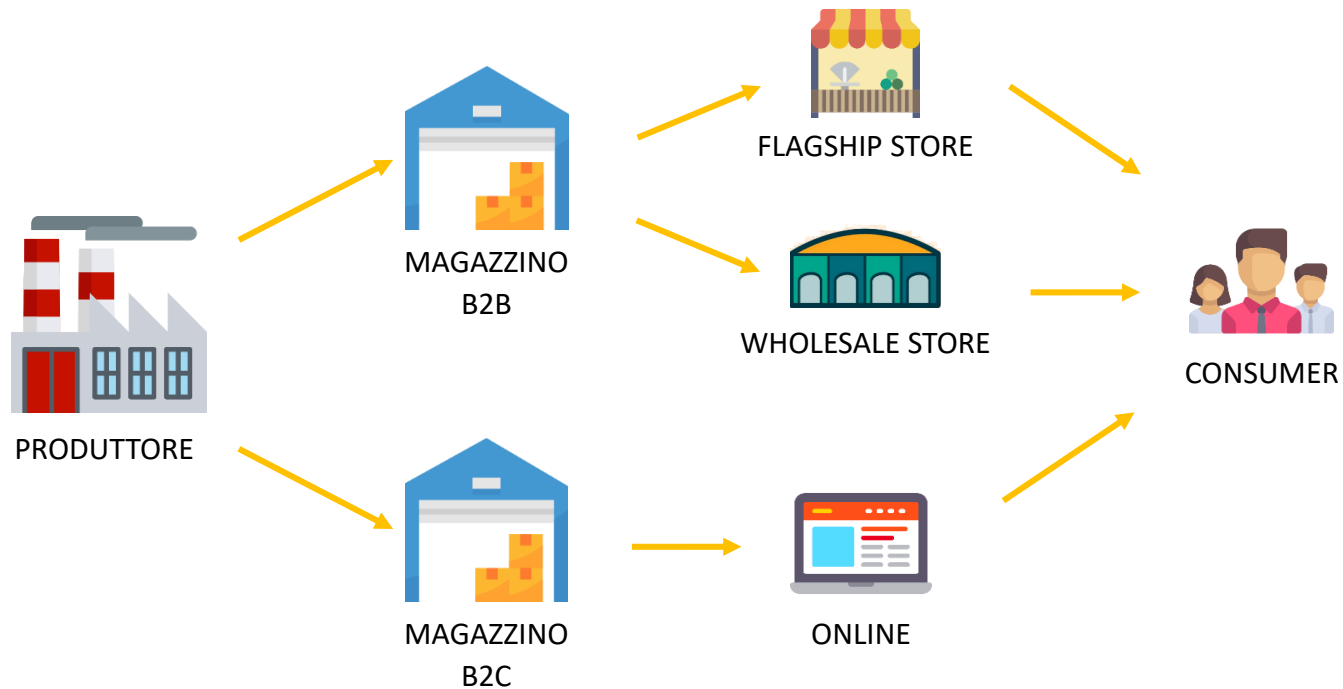 FLAGSHIP STORE
MAGAZZINO
B2B
WHOLESALE STORE
CONSUMER
PRODUTTORE
MAGAZZINO
B2C
ONLINE